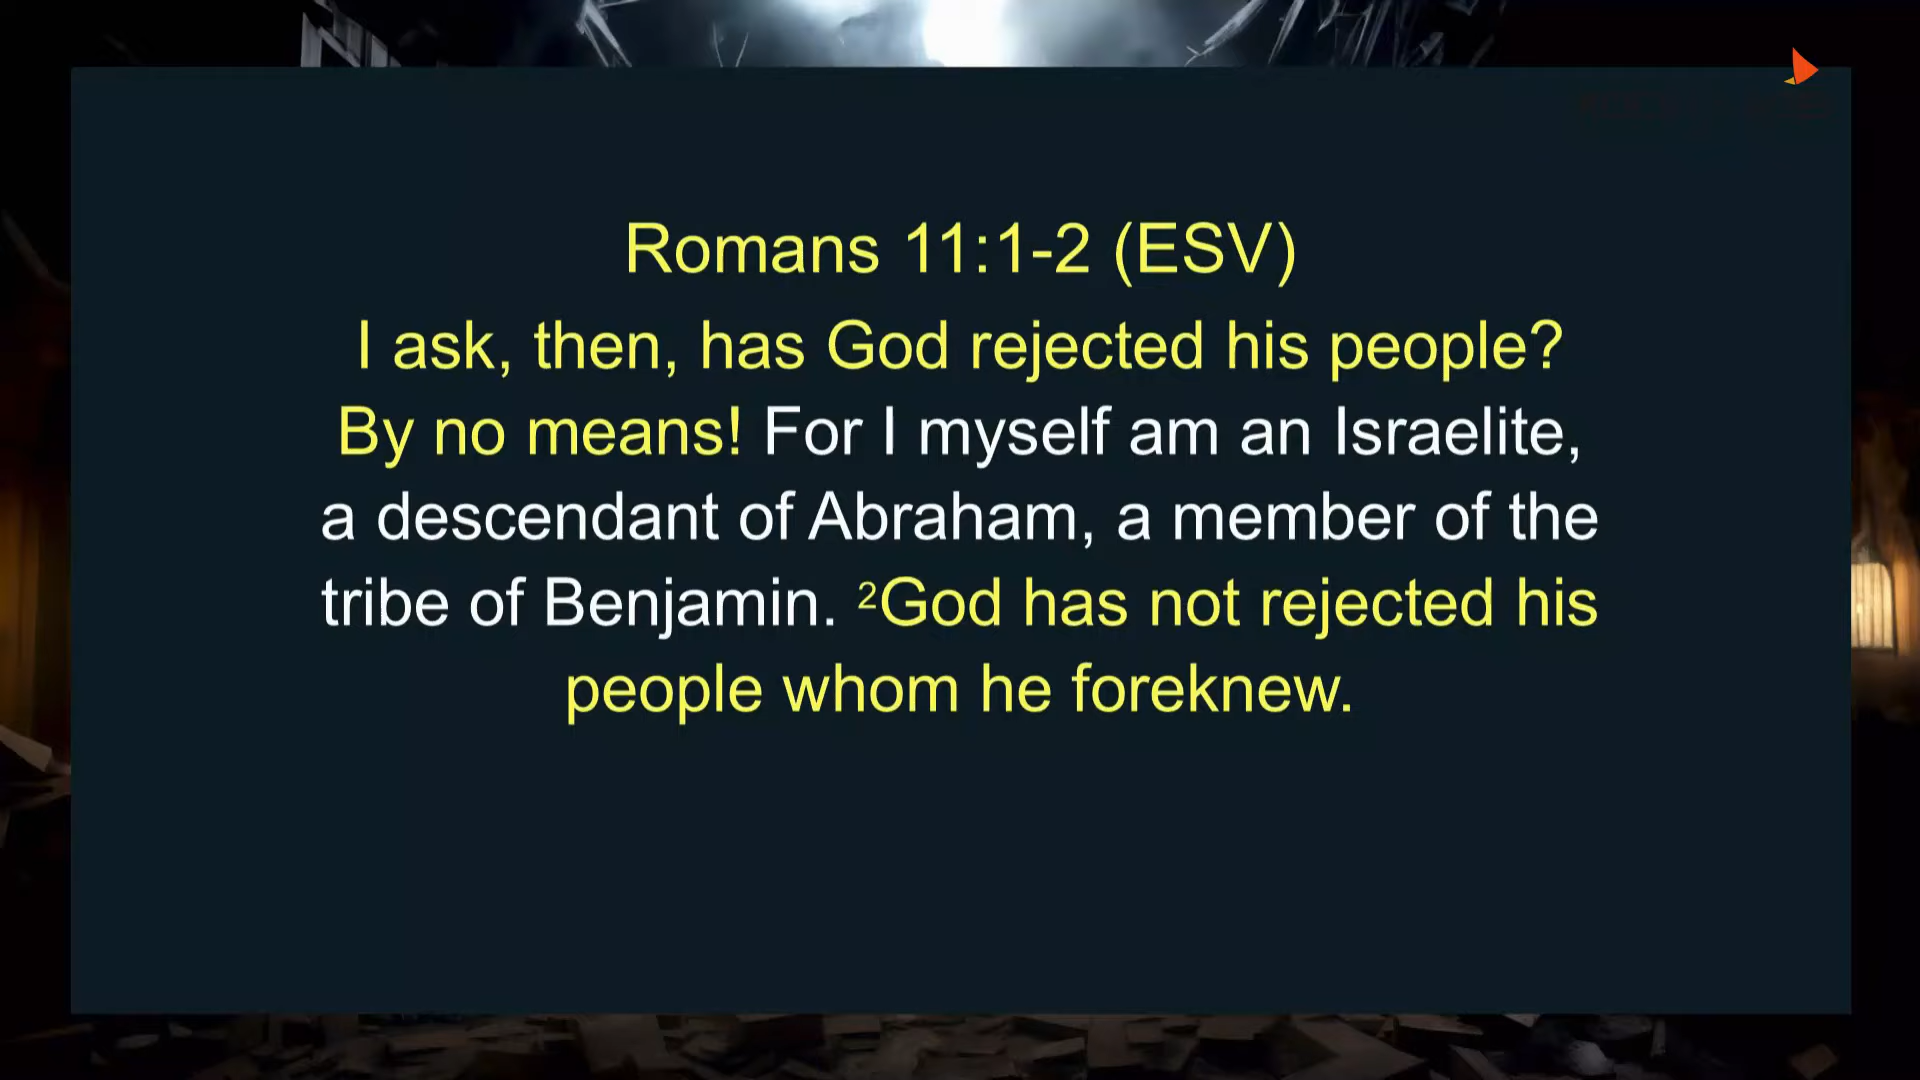 Romans 11:1-2 (ESV)
I ask, then, has God rejected his people?
By no means! For I myself am an Israelite,
a descendant of Abraham, a member of the
tribe of Benjamin. ²God has not rejected his
people whom he foreknew.